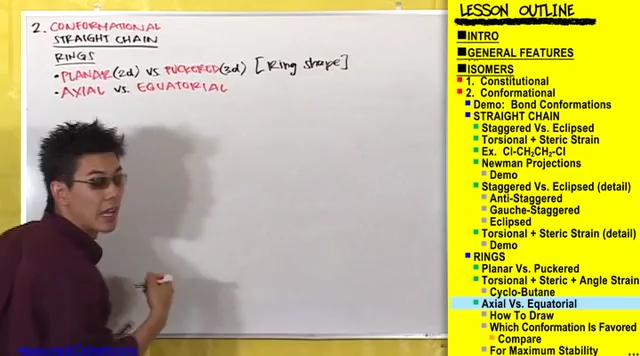 2. CONFORMATIONAL
STRAIGHT CHAIN
RINGS
• PLANAR (2d) vs PUCKERED (3d) [Ring shape]
• AXIAL vs. EQUATORIAL
LESSON OUTLINE
INTRO
GENERAL FEATURES
ISOMERS
1. Constitutional
2. Conformational
Demo: Bond Conformations
STRAIGHT CHAIN
Staggered Vs. Eclipsed
Torsional + Steric Strain
Ex. Cl-CH₂CH₂-Cl
Newman Projections
Demo
Staggered Vs. Eclipsed (detail)
Anti-Staggered
Gauche-Staggered
Eclipsed
Torsional + Steric Strain (detail)
Demo
RINGS
Planar Vs. Puckered
Torsional + Steric + Angle Strain
Cyclo-Butane
Axial Vs. Equatorial
How To Draw
Which Conformation Is Favored
Compare
For Maximum Stability